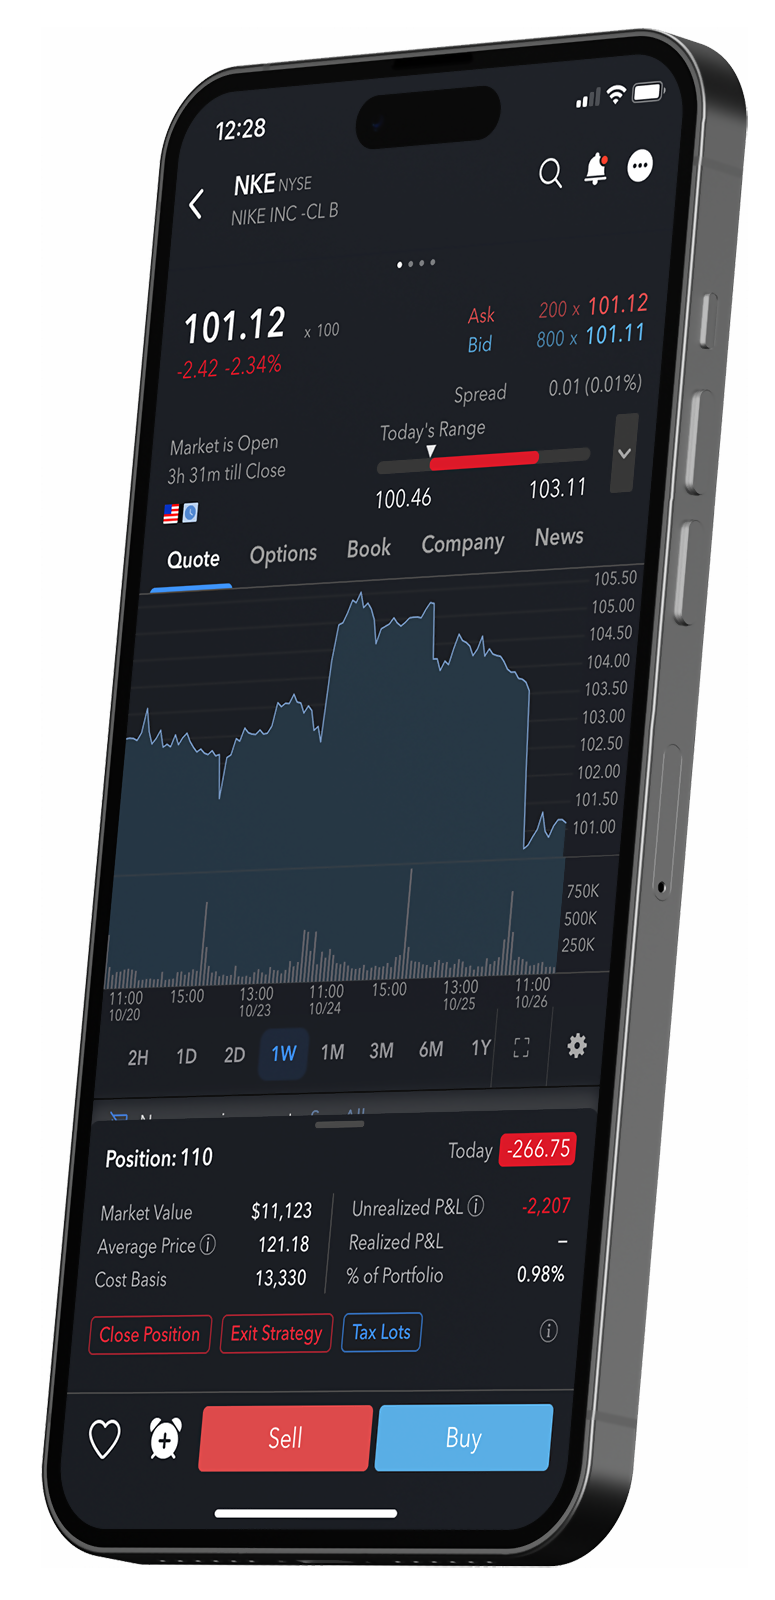 12:28
NKE NYSE
NIKE INC -CL B
101.12 x 100
-2.42 -2.34%
Ask 200 x 101.12
Bid 800 x 101.11
Spread 0.01 (0.01%)
Market is Open
3h 31m till Close
Today's Range
100.46 103.11
Quote Options Book Company News
105.50
105.00
104.50
104.00
103.50
103.00
102.50
102.00
101.50
101.00
750K
500K
250K
11:00 15:00 13:00 11:00 15:00 13:00 11:00
10/20 10/23 10/24 10/25 10/26
2H 1D 2D 1W 1M 3M 6M 1Y
Position: 110 Today -266.75
Market Value $11,123 Unrealized P&L -2,207
Average Price 121.18 Realized P&L –
Cost Basis 13,330 % of Portfolio 0.98%
Close Position Exit Strategy Tax Lots
Sell Buy